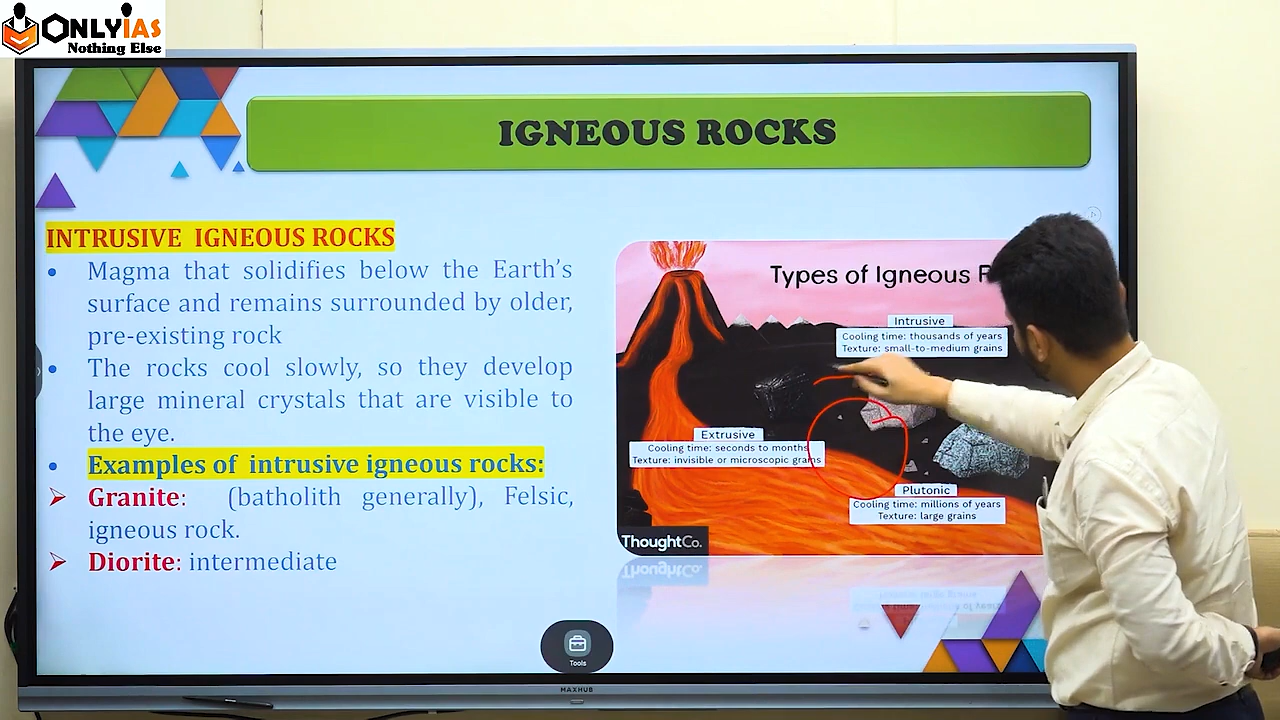 ONLYIAS
Nothing Else
IGNEOUS ROCKS
INTRUSIVE IGNEOUS ROCKS
• Magma that solidifies below the Earth's
surface and remains surrounded by older,
pre-existing rock
• The rocks cool slowly, so they develop
large mineral crystals that are visible to
the eye.
• Examples of intrusive igneous rocks:
➢ Granite: (batholith generally), Felsic,
igneous rock.
➢ Diorite: intermediate
Types of Igneous
Intrusive
Cooling time: thousands of years
Texture: small-to-medium grains
Extrusive
Cooling time: seconds to months
Texture: invisible or microscopic grains
Plutonic
Cooling time: millions of years
Texture: large grains
ThoughtCo.
Tools
MAXHUB